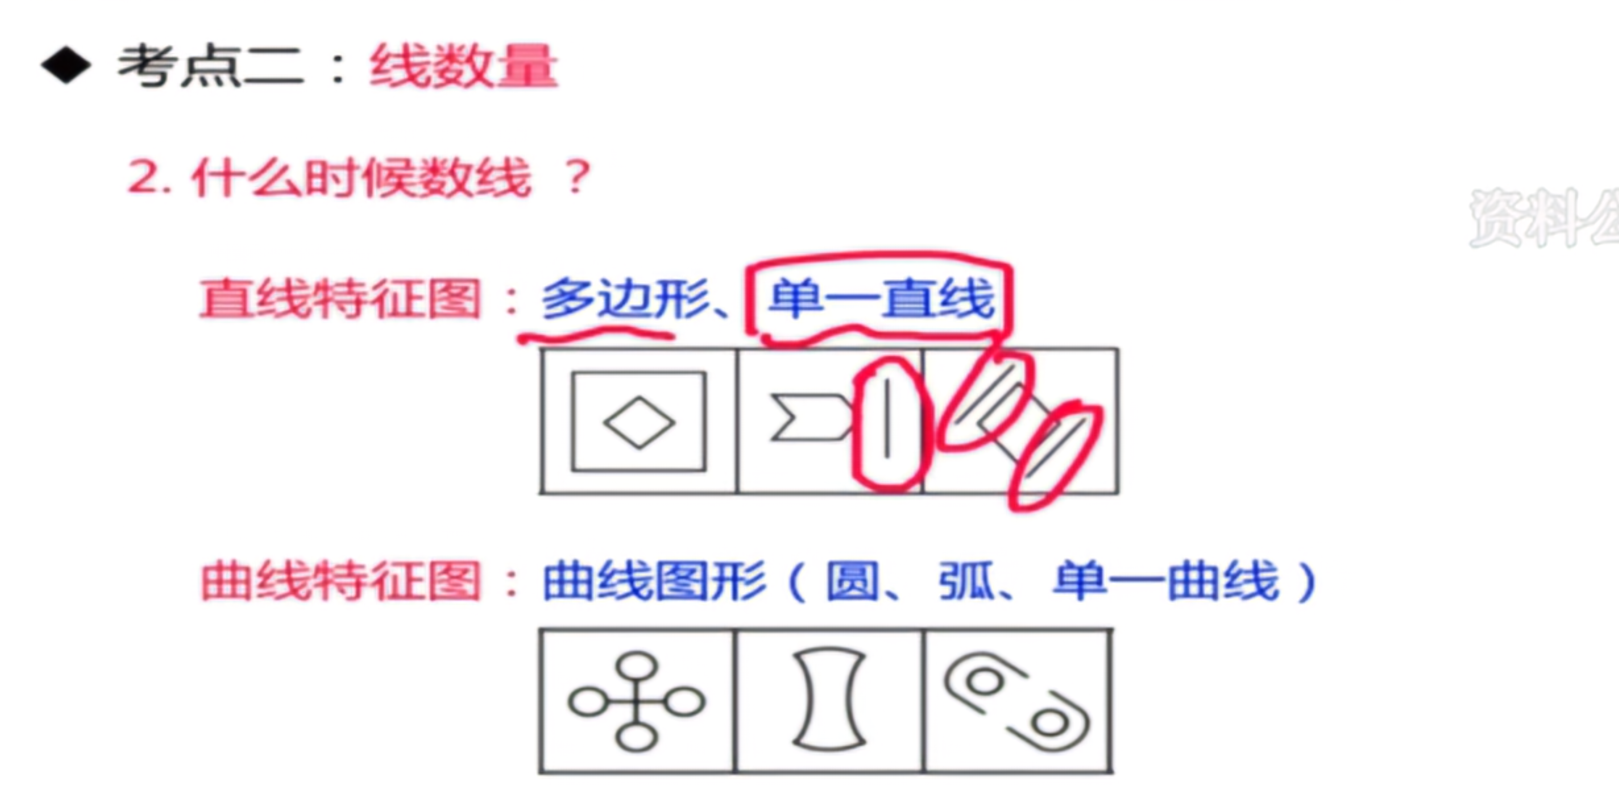 ◆ 考点二：线数量
2. 什么时候数线？
资料公
直线特征图：多边形、单一直线
曲线特征图：曲线图形（圆、弧、单一曲线）